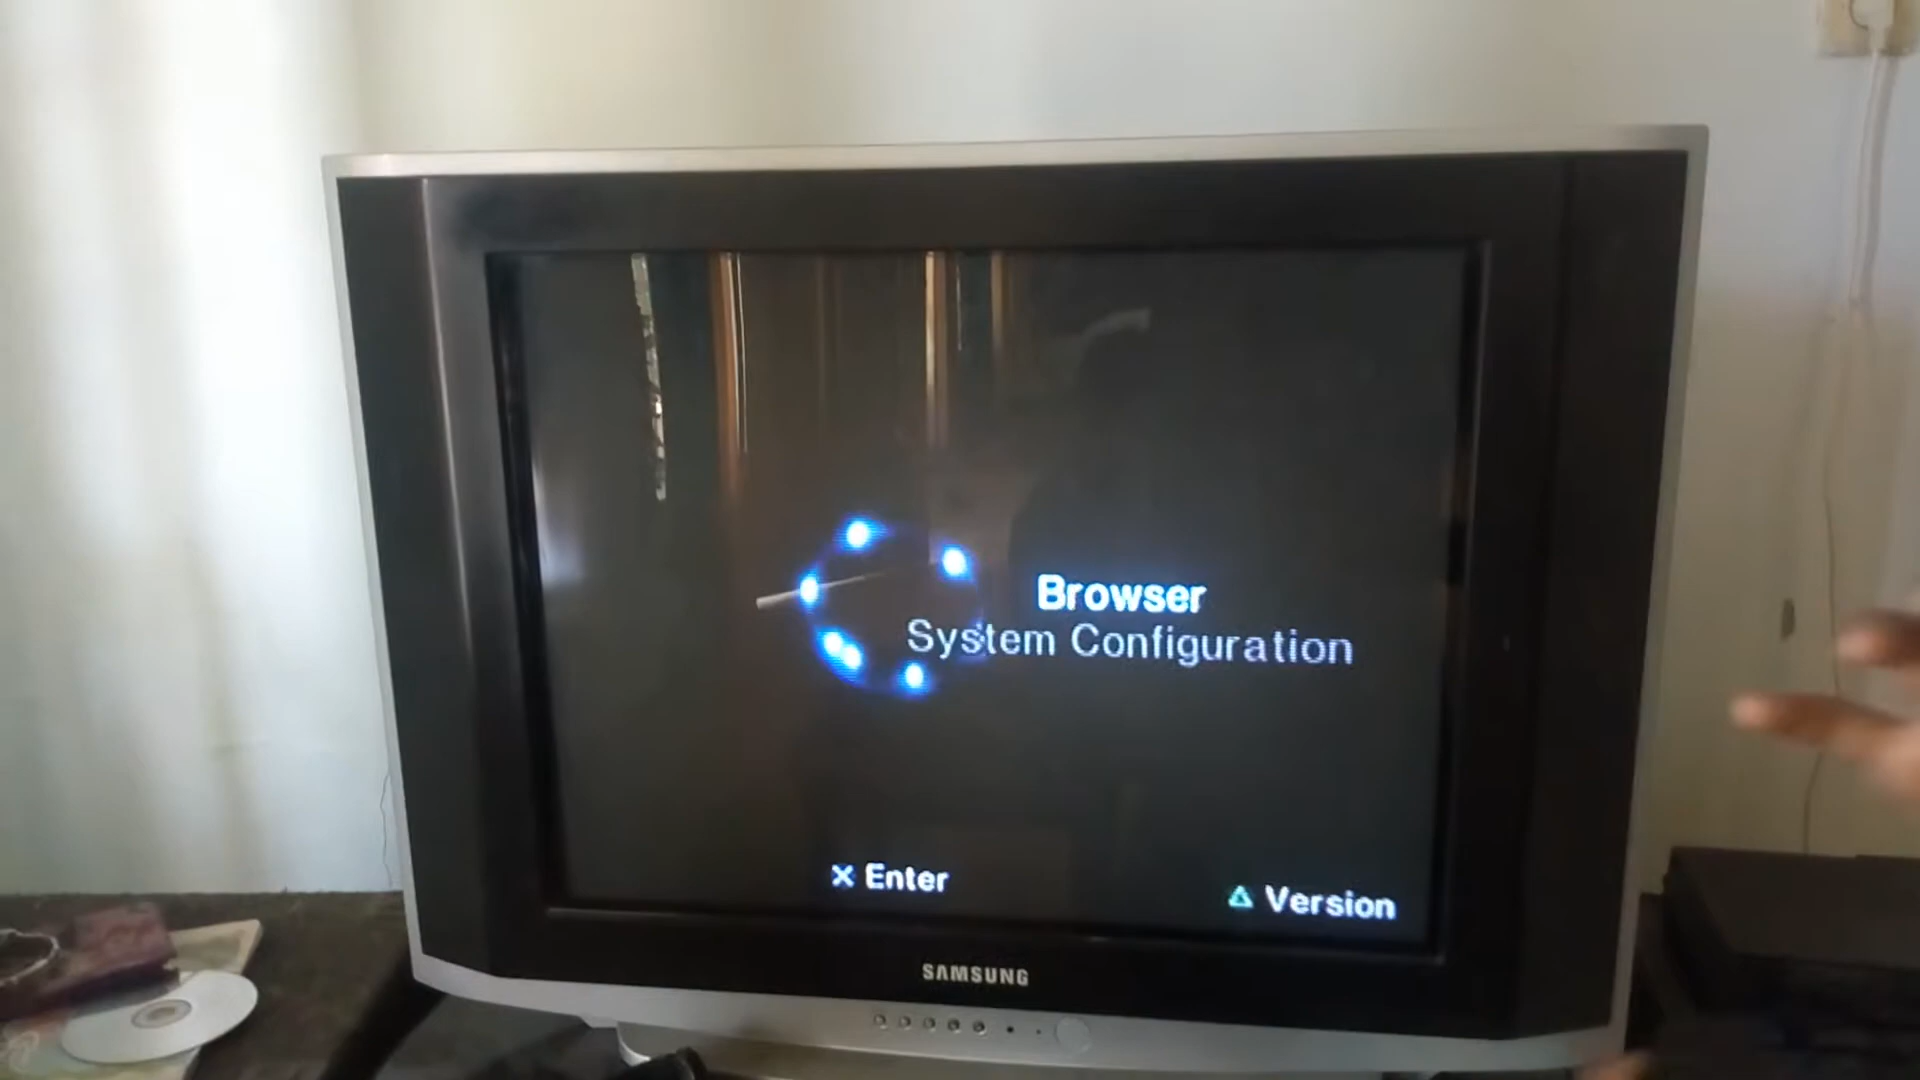 Browser
System Configuration
X Enter
△ Version
SAMSUNG